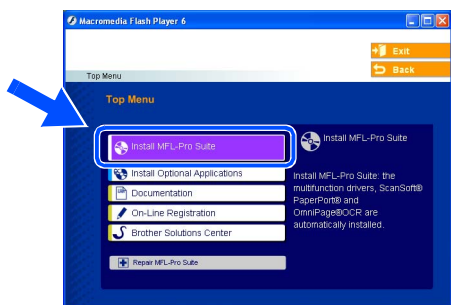 Macromedia Flash Player 6
Exit
Back
Top Menu
Top Menu
Install MFL-Pro Suite
Install Optional Applications
Documentation
On-Line Registration
Brother Solutions Center
Repair MFL-Pro Suite
Install MFL-Pro Suite
Install MFL-Pro Suite: the
multifunction drivers, ScanSoft®
PaperPort® and
OmniPage®OCR are
automatically installed.